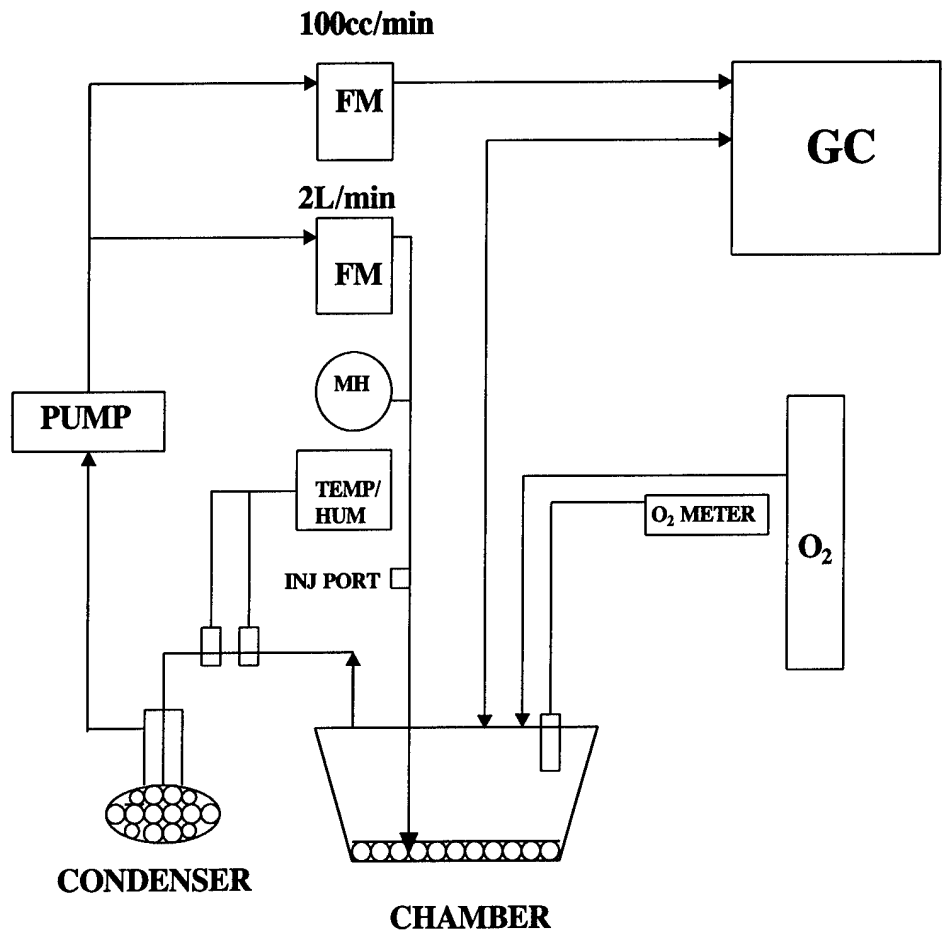 100cc/min
FM
GC
2L/min
FM
MH
PUMP
TEMP/
HUM
O₂ METER
O₂
INJ PORT
CONDENSER
CHAMBER